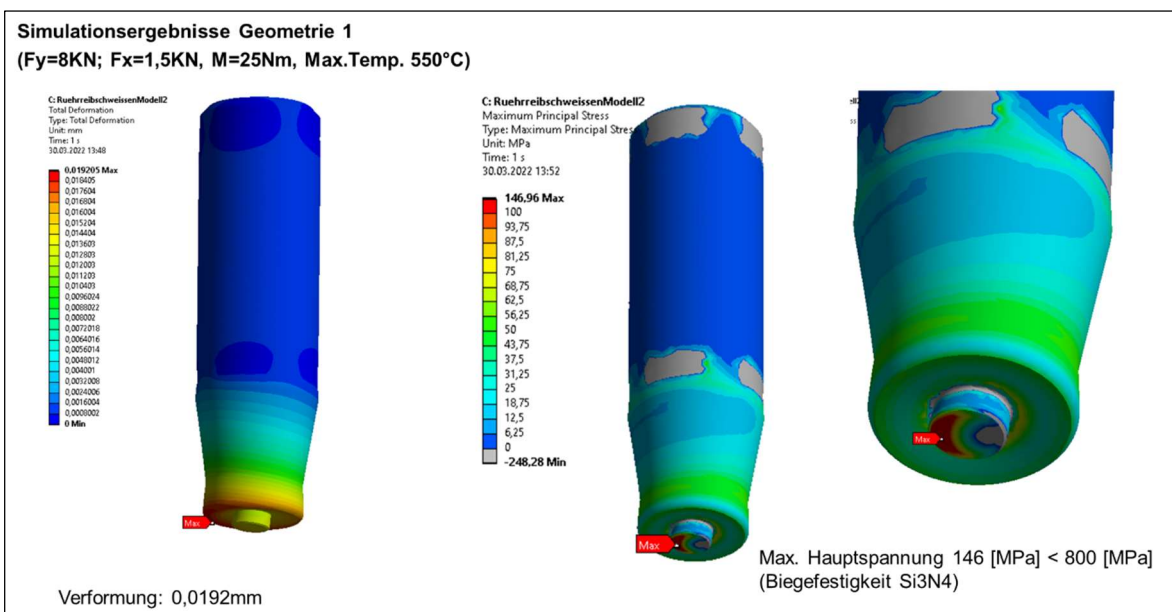 Simulationsergebnisse Geometrie 1
(Fy=8KN; Fx=1,5KN, M=25Nm, Max.Temp. 550°C)
C: RuehrreibschweissenModell2
Total Deformation
Type: Total Deformation
Unit: mm
Time: 1 s
30.03.2022 13:48
0,019205 Max
0,018405
0,017604
0,016804
0,016004
0,015204
0,014404
0,013603
0,012803
0,012003
0,011203
0,010403
0,0096024
0,0088022
0,008002
0,0072018
0,0064016
0,0056014
0,0048012
0,004001
0,0032008
0,0024006
0,0016004
0,0008002
0 Min
Max
Verformung: 0,0192mm
C: RuehrreibschweissenModell2
Maximum Principal Stress
Type: Maximum Principal Stress
Unit: MPa
Time: 1 s
30.03.2022 13:52
146,96 Max
100
93,75
87,5
81,25
75
68,75
62,5
56,25
50
43,75
37,5
31,25
25
18,75
12,5
6,25
0
-248,28 Min
Max
Max
Max. Hauptspannung 146 [MPa] < 800 [MPa]
(Biegefestigkeit Si3N4)